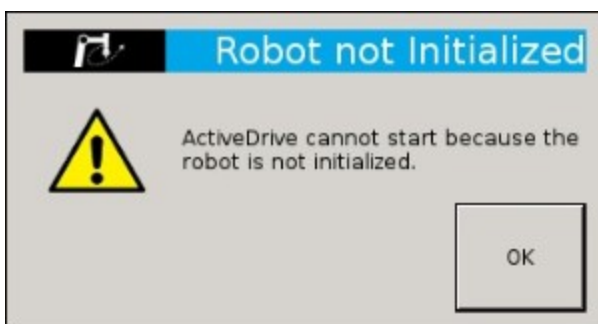 Robot not Initialized
ActiveDrive cannot start because the
robot is not initialized.
OK